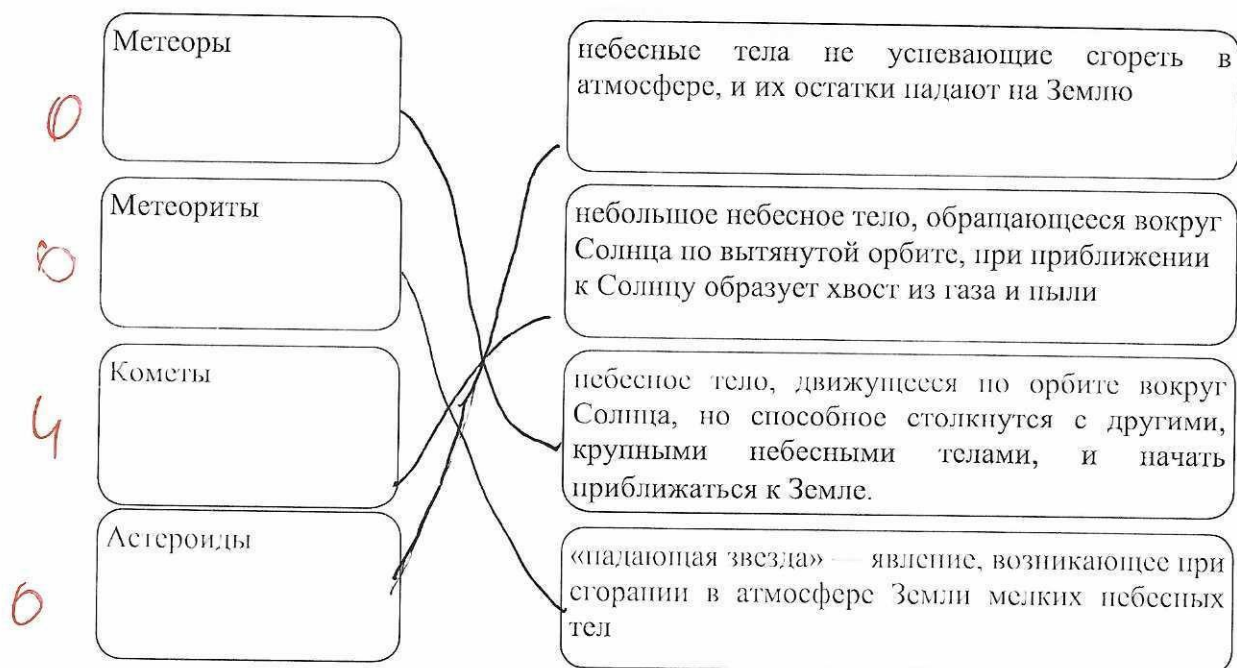 Метеоры
небесные тела не успевающие сгореть в
атмосфере, и их остатки падают на Землю
0
Метеориты
небольшое небесное тело, обращающееся вокруг
Солнца по вытянутой орбите, при приближении
к Солнцу образует хвост из газа и пыли
0
Кометы
небесное тело, движущееся по орбите вокруг
Солнца, но способное столкнутся с другими,
крупными небесными телами, и начать
приближаться к Земле.
4
Астероиды
«падающая звезда» — явление, возникающее при
сгорании в атмосфере Земли мелких небесных
тел
0